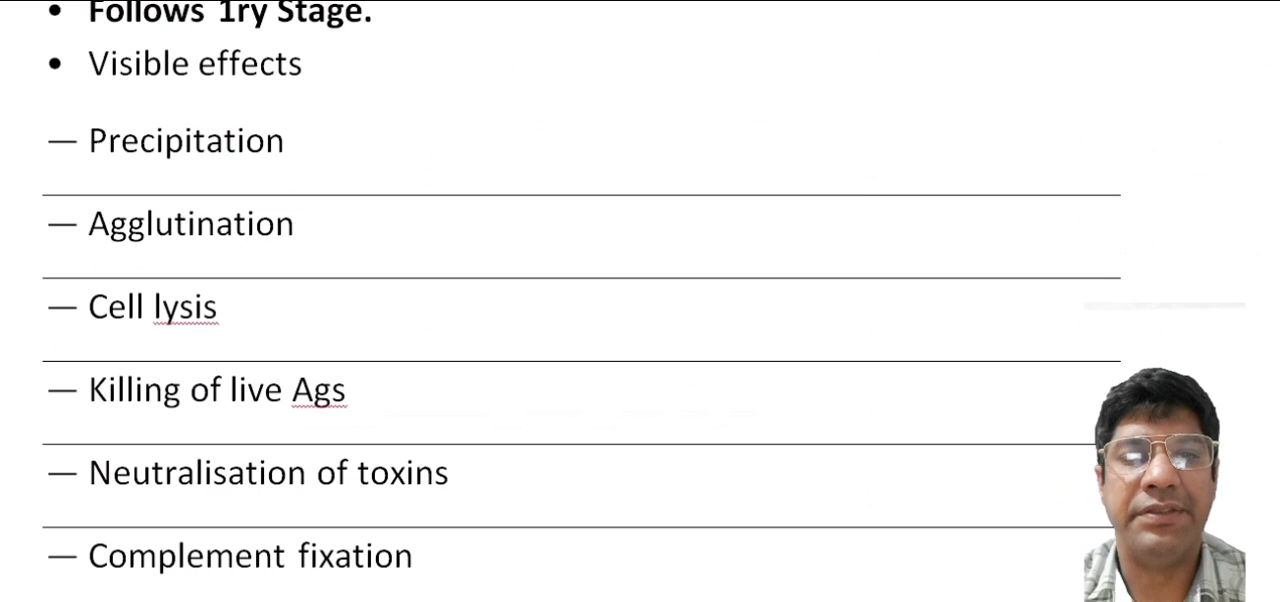 • Follows 1ry Stage.
• Visible effects
— Precipitation
— Agglutination
— Cell lysis
— Killing of live Ags
— Neutralisation of toxins
— Complement fixation